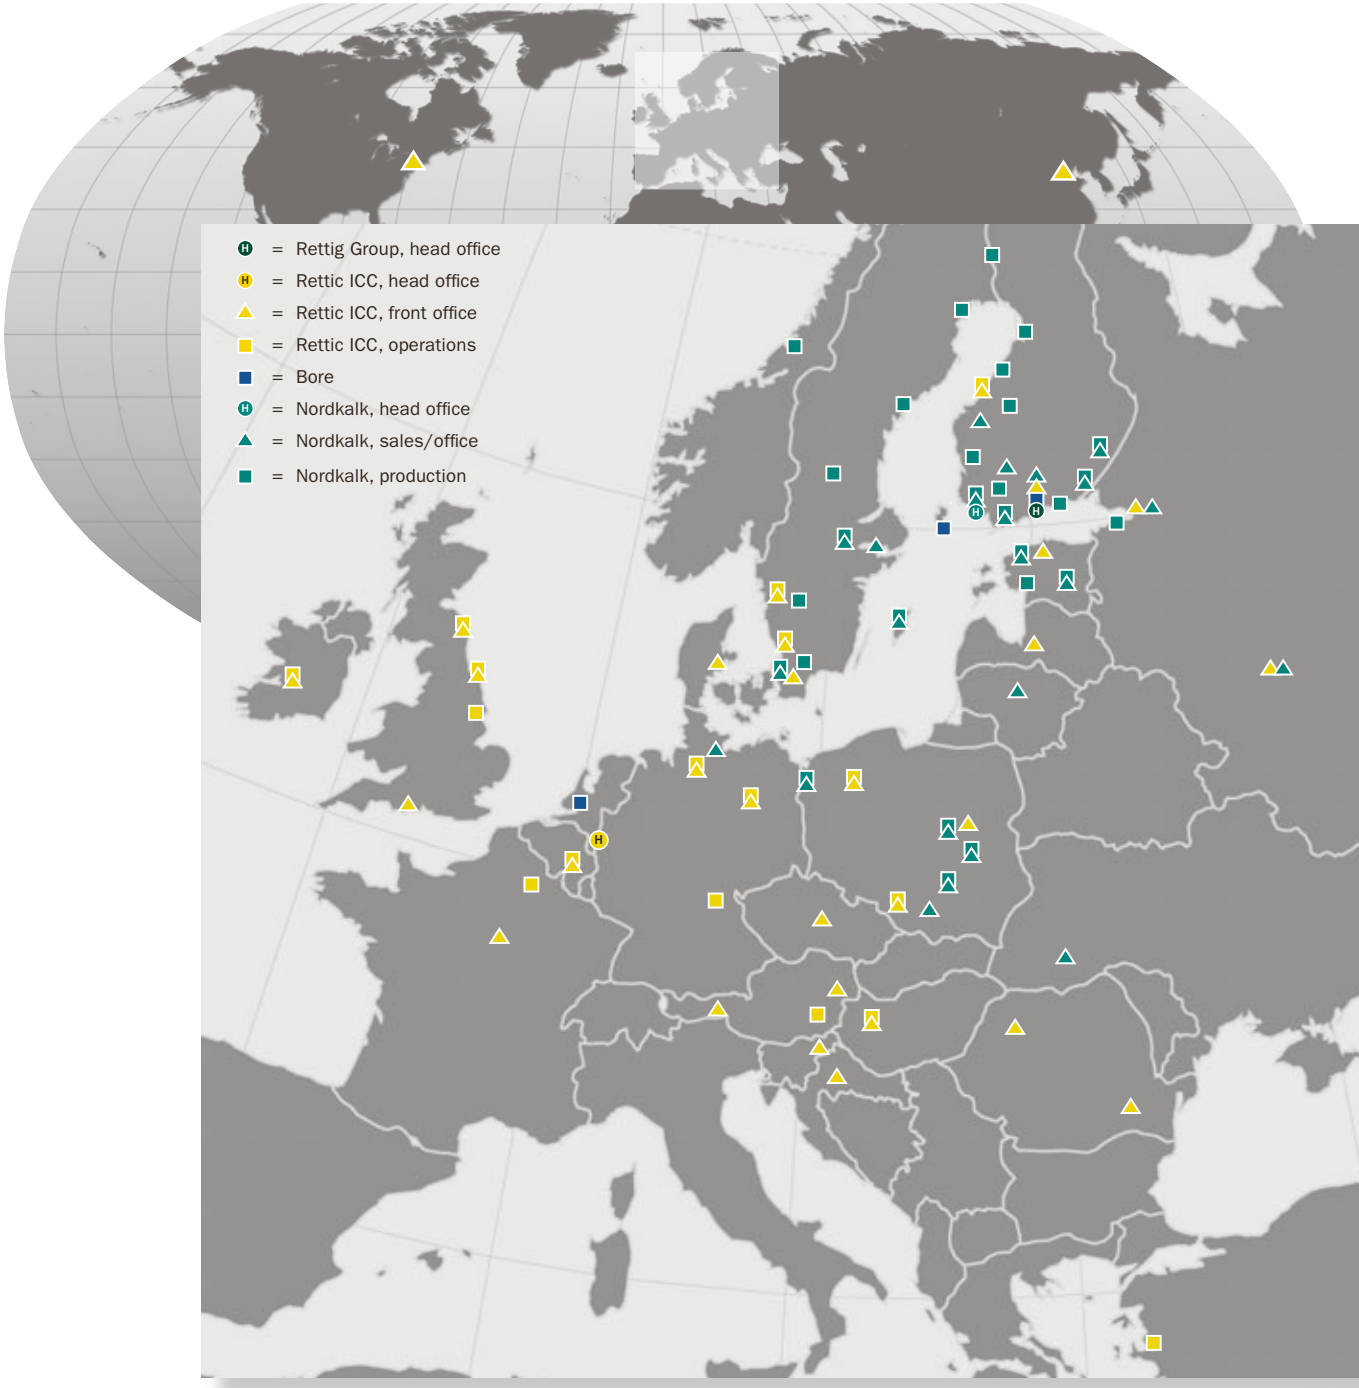 H = Rettig Group, head office
H = Rettic ICC, head office
= Rettic ICC, front office
= Rettic ICC, operations
= Bore
H = Nordkalk, head office
= Nordkalk, sales/office
= Nordkalk, production
H
H
H